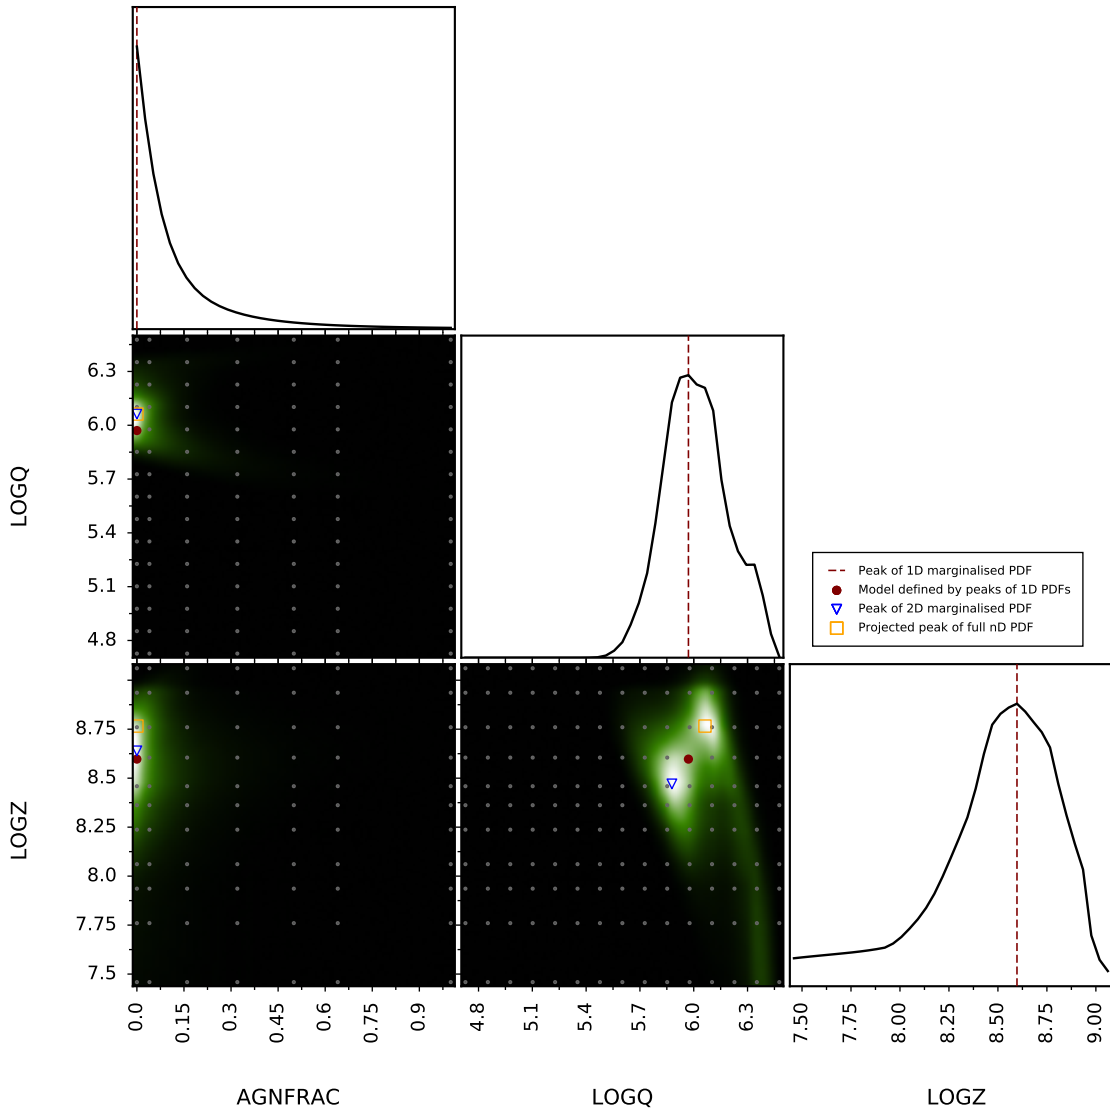 6.3
6.0
5.7
5.4
5.1
4.8
LOGQ
Peak of 1D marginalised PDF
Model defined by peaks of 1D PDFs
Peak of 2D marginalised PDF
Projected peak of full nD PDF
8.75
8.5
8.25
8.0
7.75
7.5
LOGZ
0.0 0.15 0.3 0.45 0.6 0.75 0.9
4.8 5.1 5.4 5.7 6.0 6.3
7.50 7.75 8.00 8.25 8.50 8.75 9.00
AGNFRAC LOGQ LOGZ